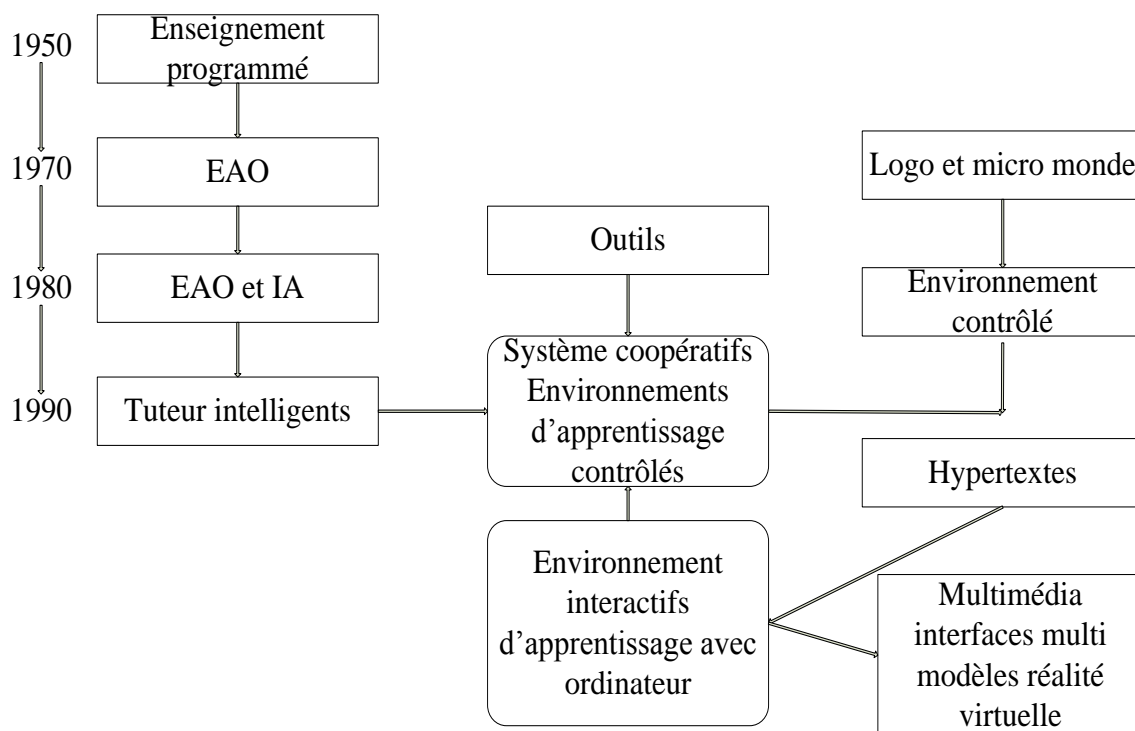 1950
Enseignement
programmé
1970
EAO
Logo et micro monde
Outils
1980
EAO et IA
Environnement
contrôlé
Système coopératifs
Environnements
d'apprentissage
contrôlés
1990
Tuteur intelligents
Hypertextes
Environnement
interactifs
d'apprentissage avec
ordinateur
Multimédia
interfaces multi
modèles réalité
virtuelle